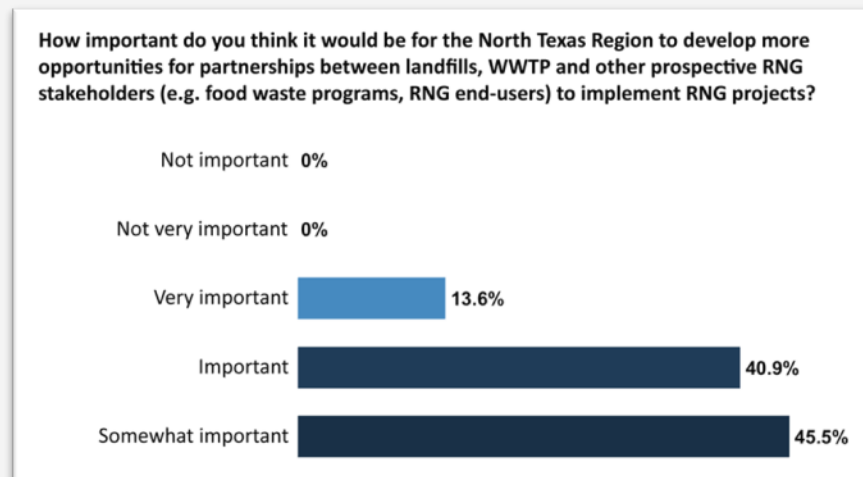 How important do you think it would be for the North Texas Region to develop more
opportunities for partnerships between landfills, WWTP and other prospective RNG
stakeholders (e.g. food waste programs, RNG end-users) to implement RNG projects?
Not important 0%
Not very important 0%
Very important 13.6%
Important 40.9%
Somewhat important 45.5%